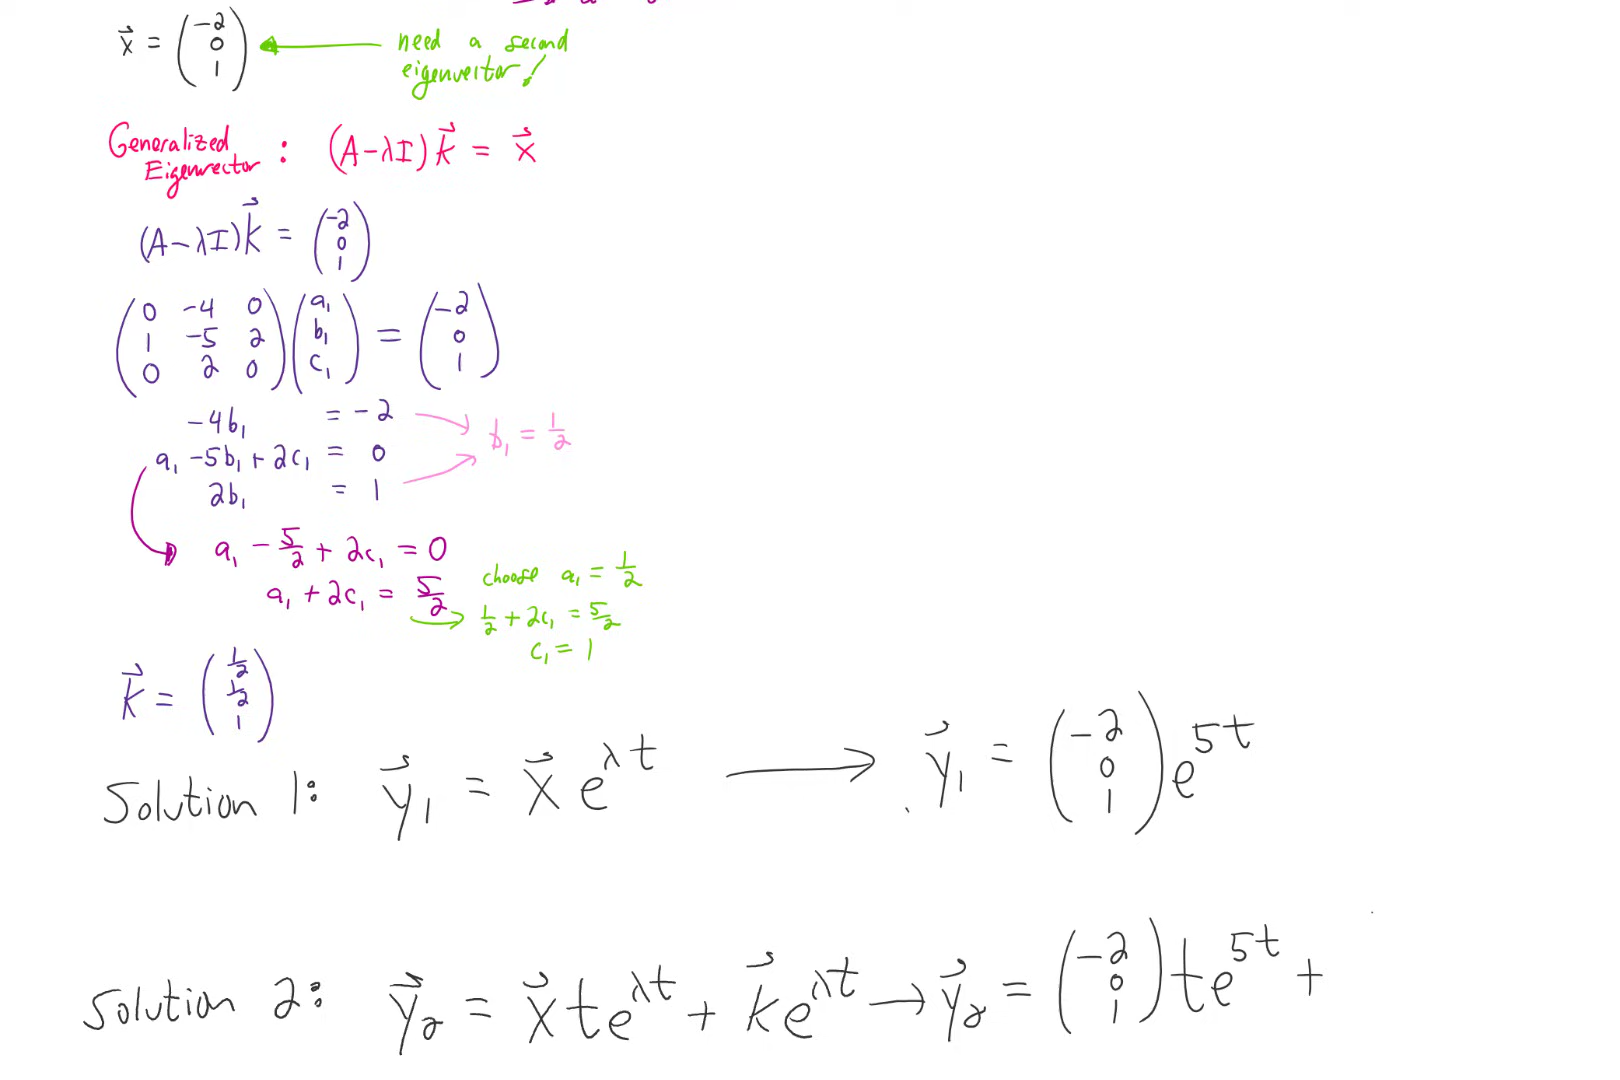 x⃗ = (-2 0 1) ← need a second
eigenvector!
Generalized
Eigenvector : (A-λI)k⃗ = x⃗
(A-λI)k⃗ = (-2 0 1)
(0 -4 0
1 -5 2
0 2 0) (a₁ b₁ c₁) = (-2 0 1)
-4b₁ = -2
b₁ = 1/2
a₁ -5b₁ + 2c₁ = 0
2b₁ = 1
a₁ - 5/2 + 2c₁ = 0
choose a₁ = 1/2
a₁ + 2c₁ = 5/2
1/2 + 2c₁ = 5/2
c₁ = 1
k⃗ = (1/2 1/2 1)
Solution 1: y⃗₁ = x⃗ e^λt → y⃗₁ = (-2 0 1) e^5t
Solution 2: y⃗₂ = x⃗ t e^λt + k⃗ e^λt → y⃗₂ = (-2 0 1) t e^5t +